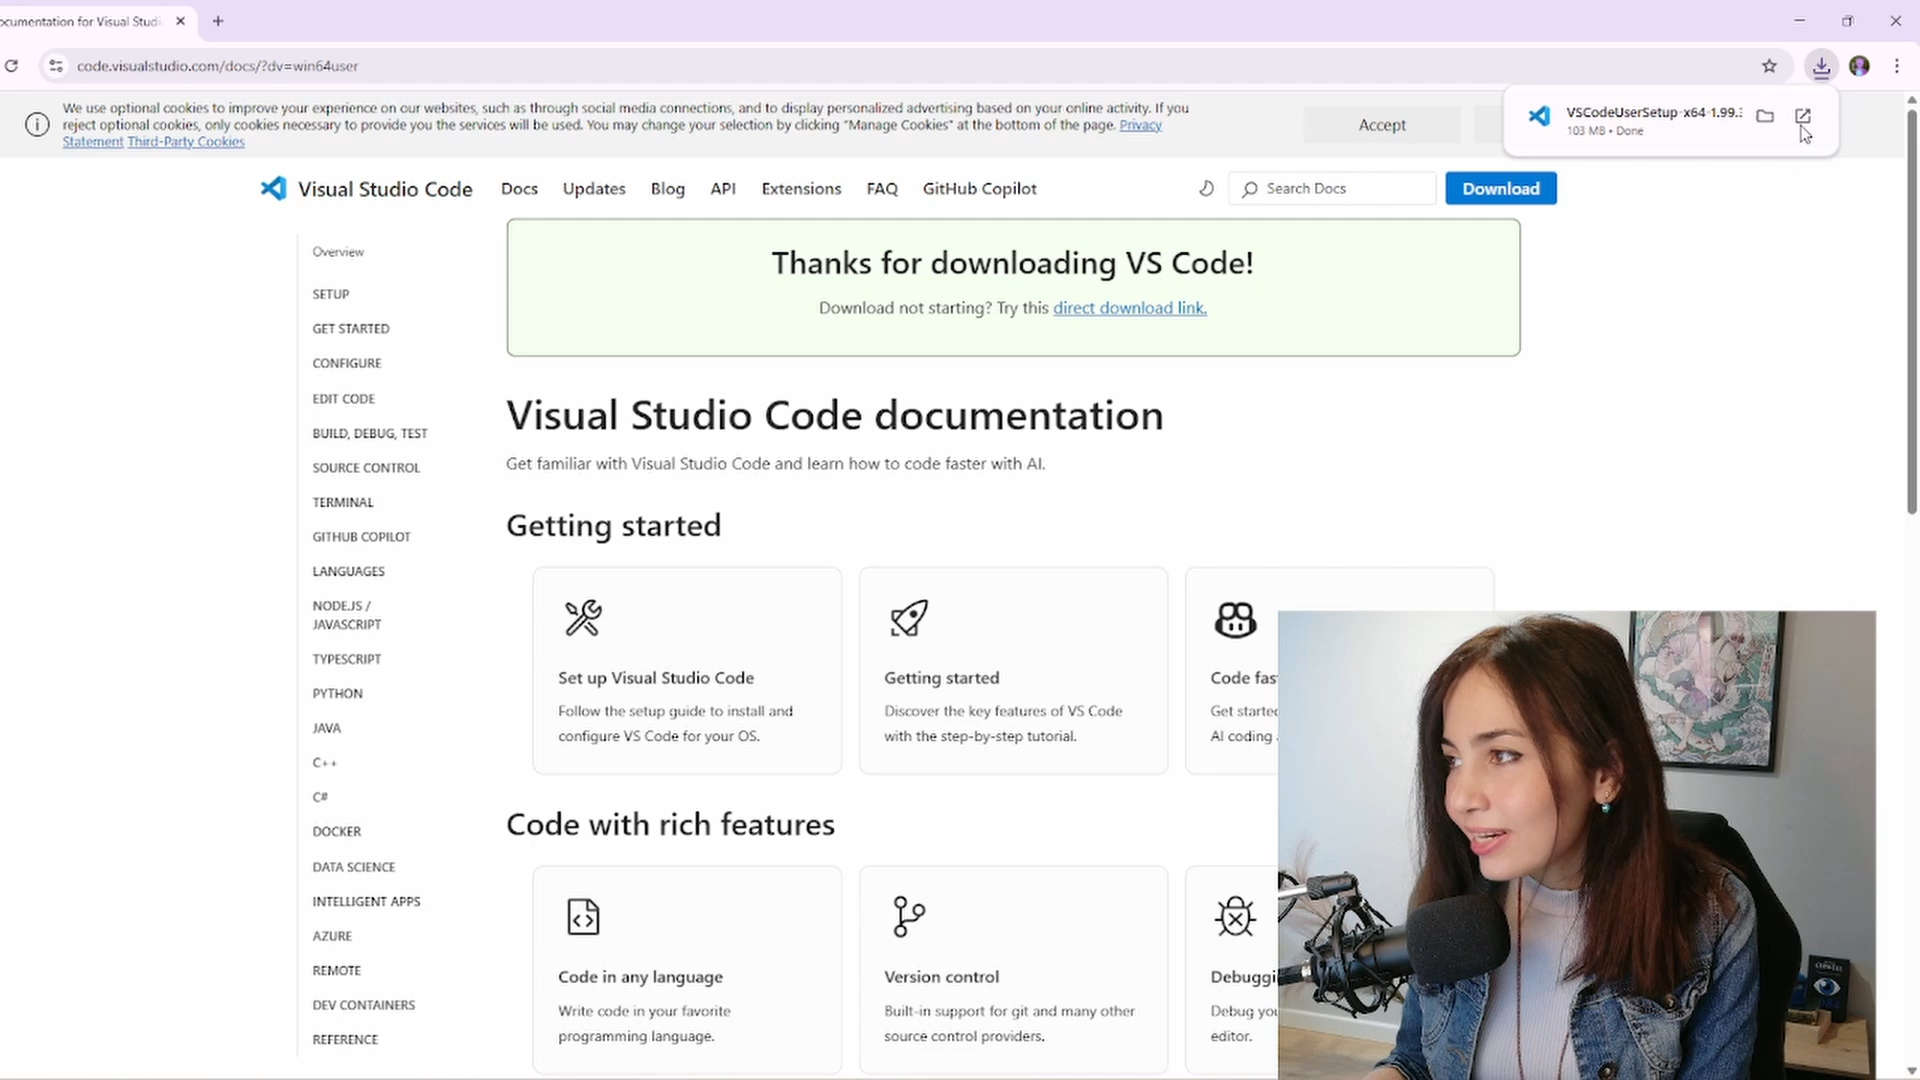 ocumentation for Visual Studi
code.visualstudio.com/docs/?dv=win64user
We use optional cookies to improve your experience on our websites, such as through social media connections, and to display personalized advertising based on your online activity. If you
reject optional cookies, only cookies necessary to provide you the services will be used. You may change your selection by clicking "Manage Cookies" at the bottom of the page. Privacy
Statement Third-Party Cookies
Accept
VSCodeUserSetup-x64-1.99.
103 MB • Done
Visual Studio Code
Docs
Updates
Blog
API
Extensions
FAQ
GitHub Copilot
Search Docs
Download
Thanks for downloading VS Code!
Download not starting? Try this direct download link.
Overview
SETUP
GET STARTED
CONFIGURE
EDIT CODE
BUILD, DEBUG, TEST
SOURCE CONTROL
TERMINAL
GITHUB COPILOT
LANGUAGES
NODE.JS /
JAVASCRIPT
TYPESCRIPT
PYTHON
JAVA
C++
C#
DOCKER
DATA SCIENCE
INTELLIGENT APPS
AZURE
REMOTE
DEV CONTAINERS
REFERENCE
Visual Studio Code documentation
Get familiar with Visual Studio Code and learn how to code faster with AI.
Getting started
Set up Visual Studio Code
Follow the setup guide to install and
configure VS Code for your OS.
Getting started
Discover the key features of VS Code
with the step-by-step tutorial.
Code fas
Get started
AI coding
Code with rich features
Code in any language
Write code in your favorite
programming language.
Version control
Built-in support for git and many other
source control providers.
Debuggi
Debug you
editor.